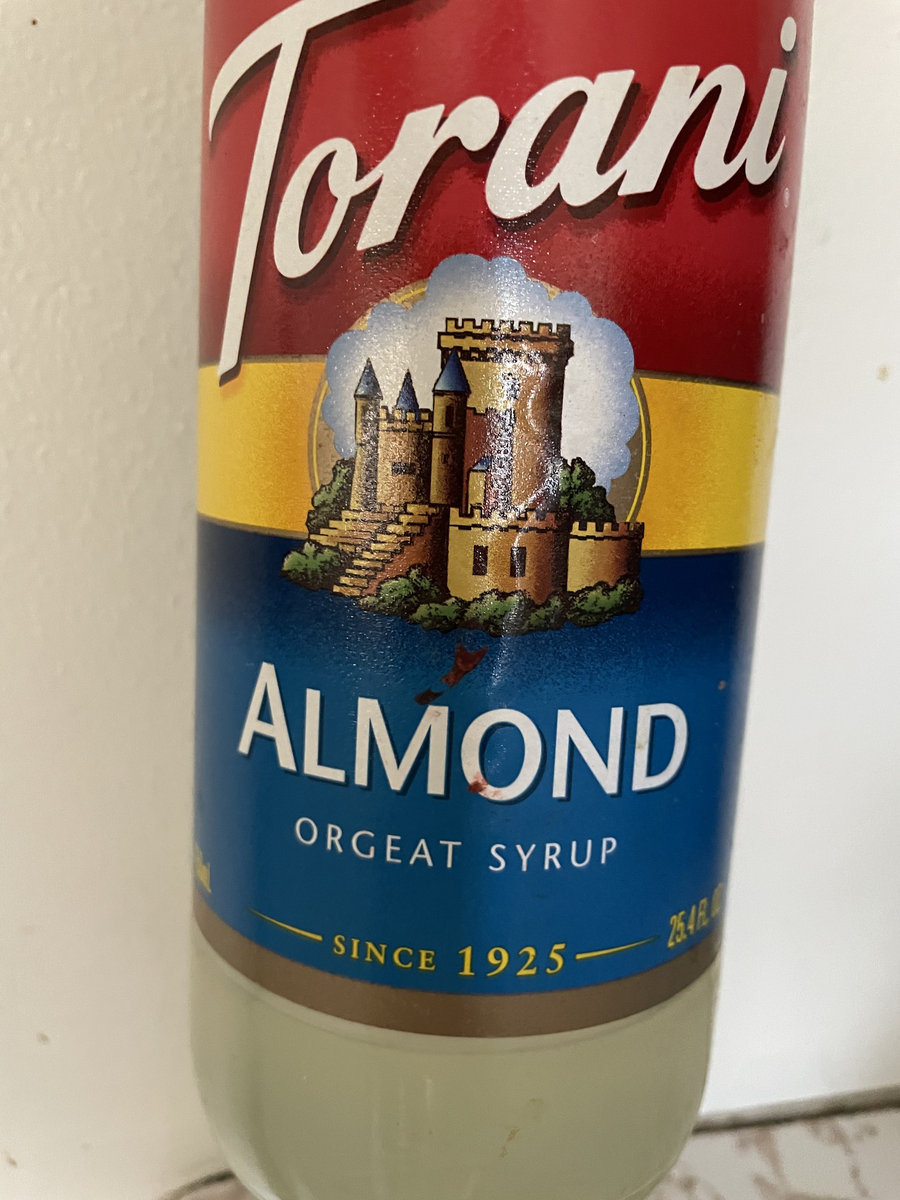 Torani
ALMOND
ORGEAT SYRUP
SINCE 1925
25.4 FL